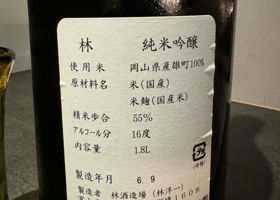 林 純米吟醸
使用米 岡山県産雄町100%
原材料名 米(国産)
米麹(国産米)
精米歩合 55%
アルコール分 16度
内容量 1.8L
製造年月 6.9
製造者 林酒造場(林洋一)